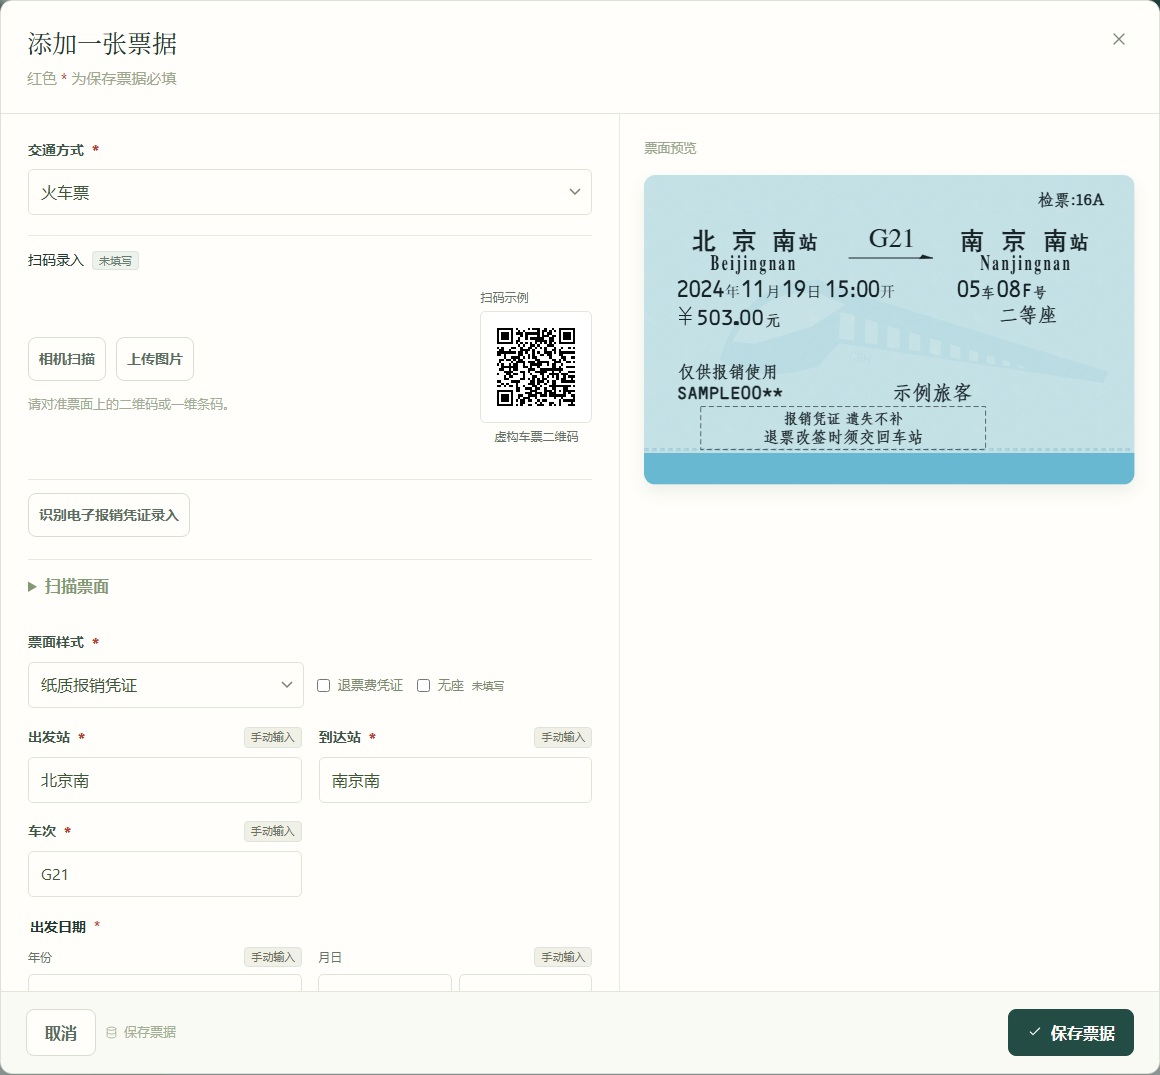 添加一张票据
红色 * 为保存票据必填
交通方式 *
火车票
扫码录入 未填写
扫码示例
相机扫描 上传图片
请对准票面上的二维码或一维条码。
虚构车票二维码
识别电子报销凭证录入
扫描票面
票面样式 *
纸质报销凭证 退票费凭证 无座 未填写
出发站 * 手动输入 到达站 * 手动输入
北京南 南京南
车次 * 手动输入
G21
出发日期 *
年份 手动输入 月日 手动输入
票面预览
检票:16A
北京南站 G21 南京南站
Beijingnan Nanjingnan
2024年11月19日15:00开 05车08F号
￥503.00元 二等座
仅供报销使用
SAMPLE00** 示例旅客
报销凭证 遗失不补
退票改签时须交回车站
取消 保存票据 保存票据